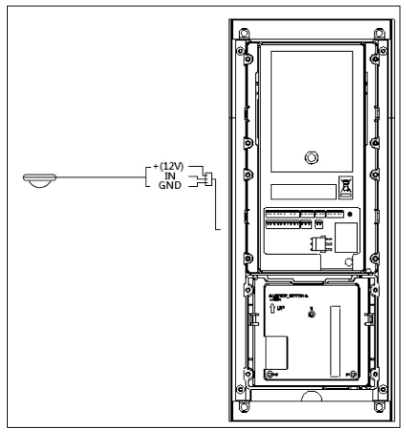 +(12V)
IN
GND
UP